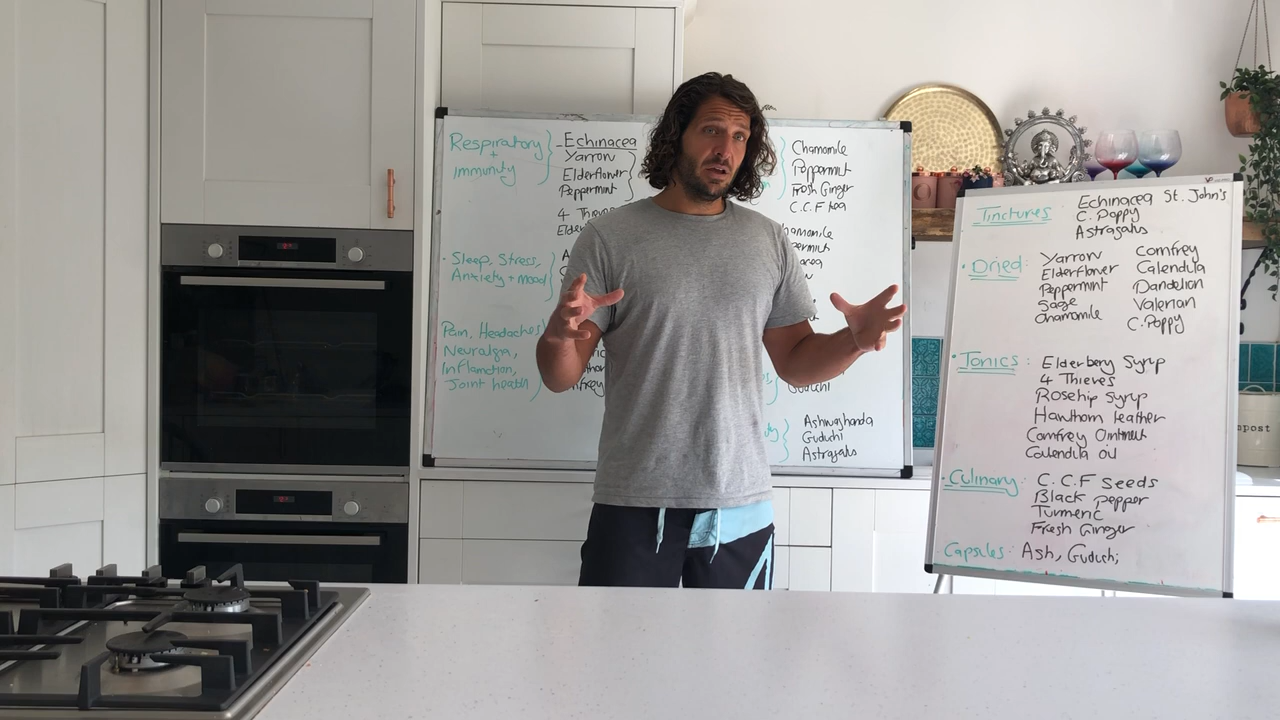 Respiratory
+
immunity
Echinacea
Yarrow
Elderflower
Peppermint
4 Thieves
Sleep, Stress,
Anxiety + mood
Pain, Headaches
Neuralgia,
Inflamtion,
Joint health
Chamomile
Peppermint
Fresh Ginger
C.C.F tea
Guduchi
Ashwaghanda
Guduchi
Astragalus
Tinctures
Echinacea St. John's
C. Poppy
Astragalus
Dried:
Yarrow Comfrey
Elderflower Calendula
Peppermint Dandelion
Sage Valerian
Chamomile C. Poppy
Tonics: Elderberry Syrup
4 Thieves
Rosehip Syrup
Hawthorn leather
Comfrey Ointment
Calendula oil
Culinary: C.C.F Seeds
Black pepper
Turmeric
Fresh Ginger
Capsules: Ash, Guduchi